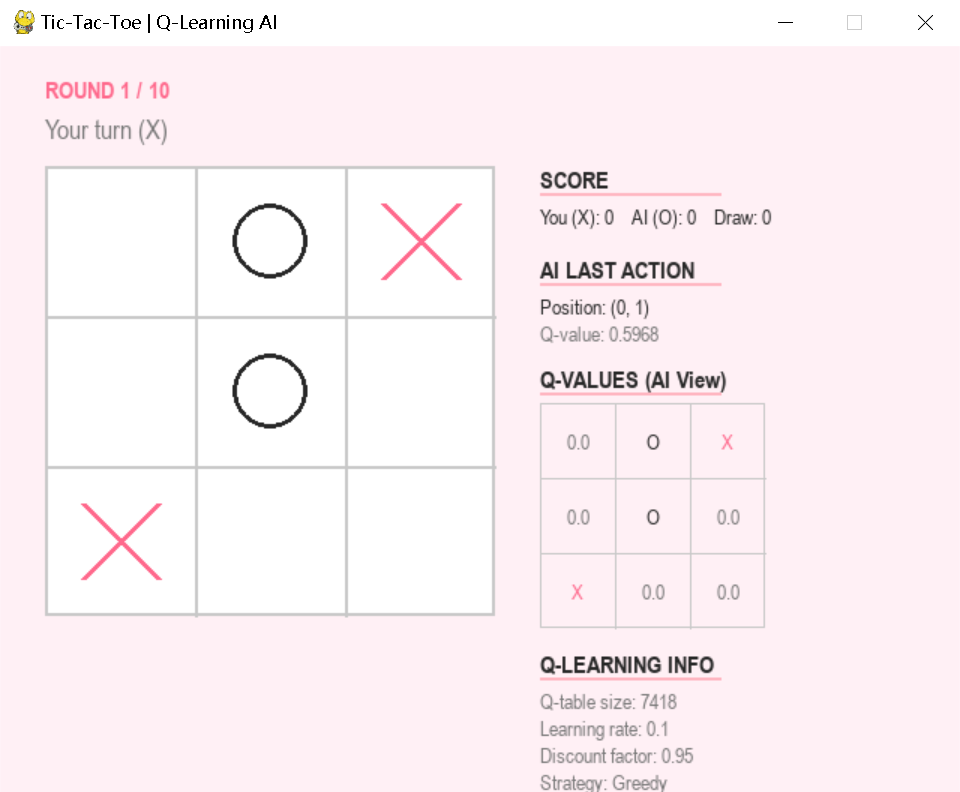 Tic-Tac-Toe | Q-Learning AI
ROUND 1 / 10
Your turn (X)
O X
O
X
SCORE
You (X): 0 AI (O): 0 Draw: 0
AI LAST ACTION
Position: (0, 1)
Q-value: 0.5968
Q-VALUES (AI View)
0.0 O X
0.0 O 0.0
X 0.0 0.0
Q-LEARNING INFO
Q-table size: 7418
Learning rate: 0.1
Discount factor: 0.95
Strategy: Greedy